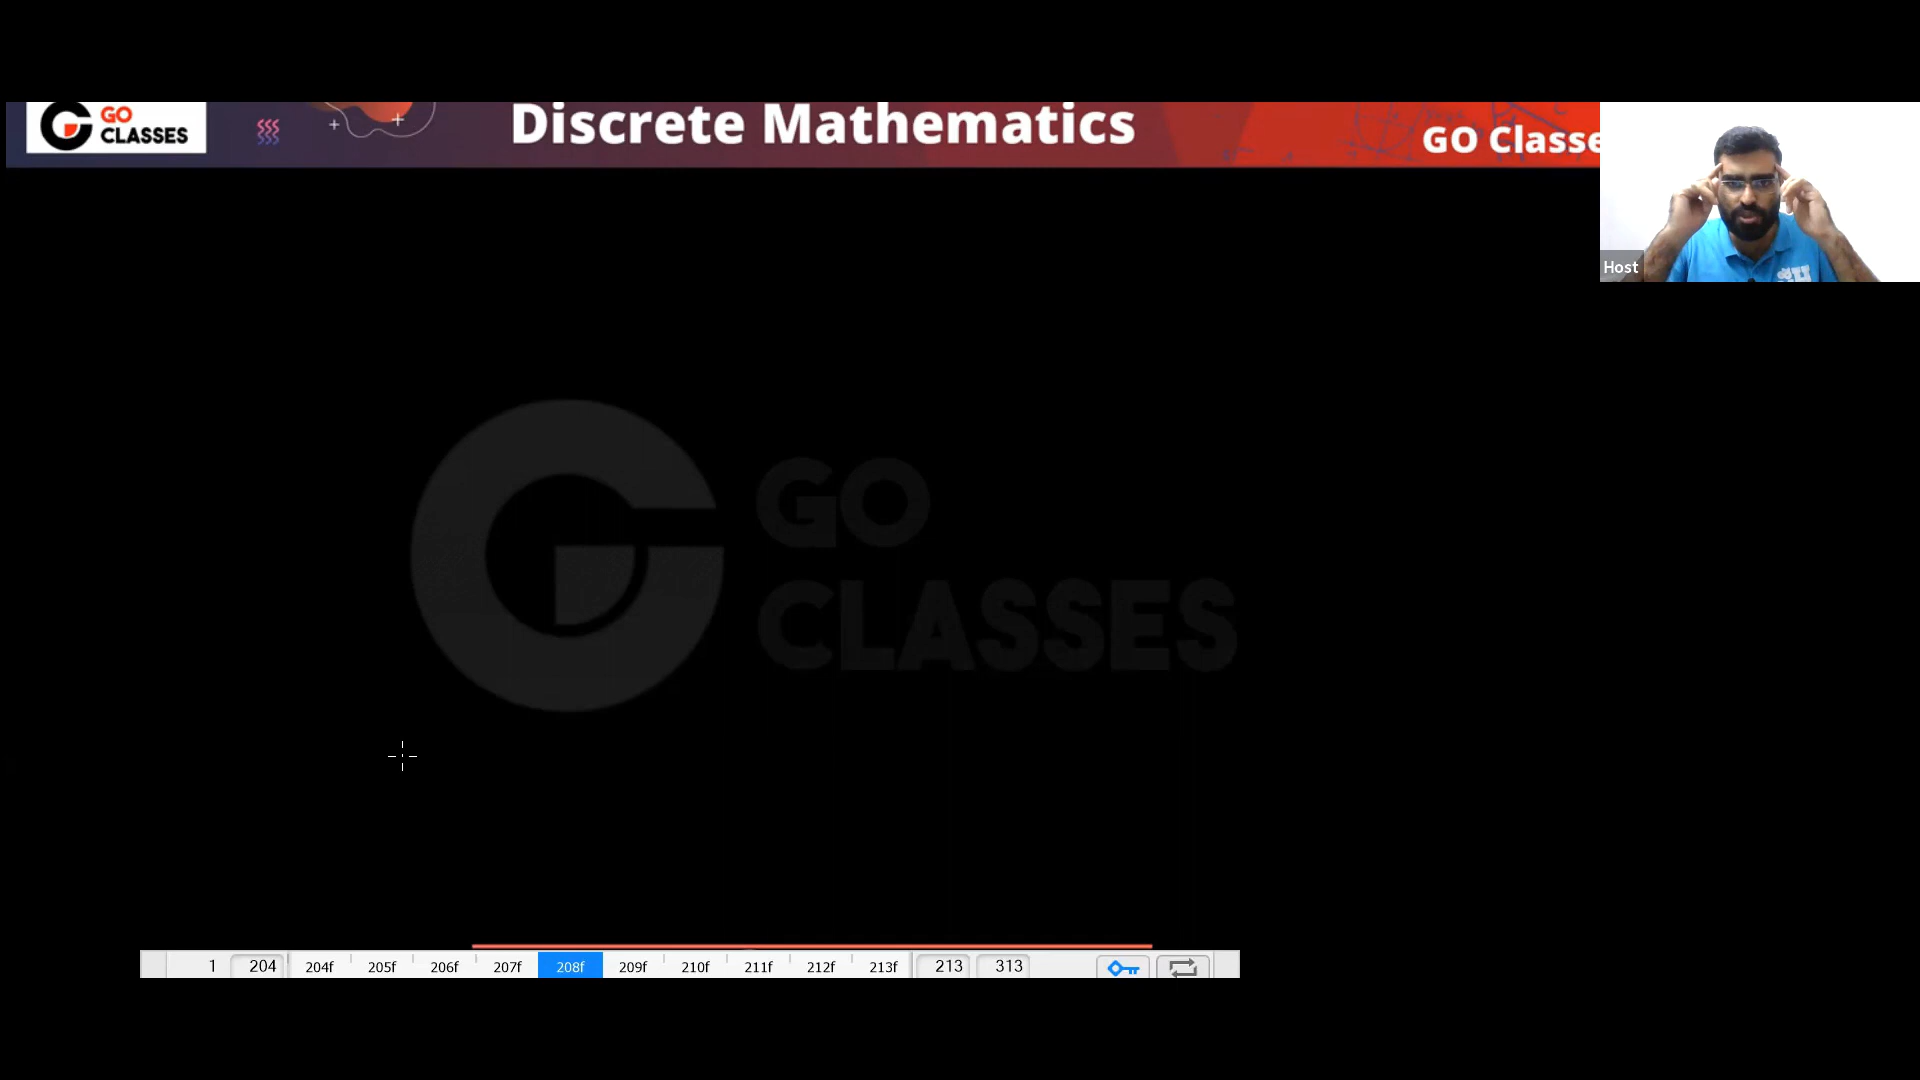 GO
CLASSES
Discrete Mathematics
GO Classe
Host
GO
CLASSES
1 204 204f 205f 206f 207f 208f 209f 210f 211f 212f 213f 213 313